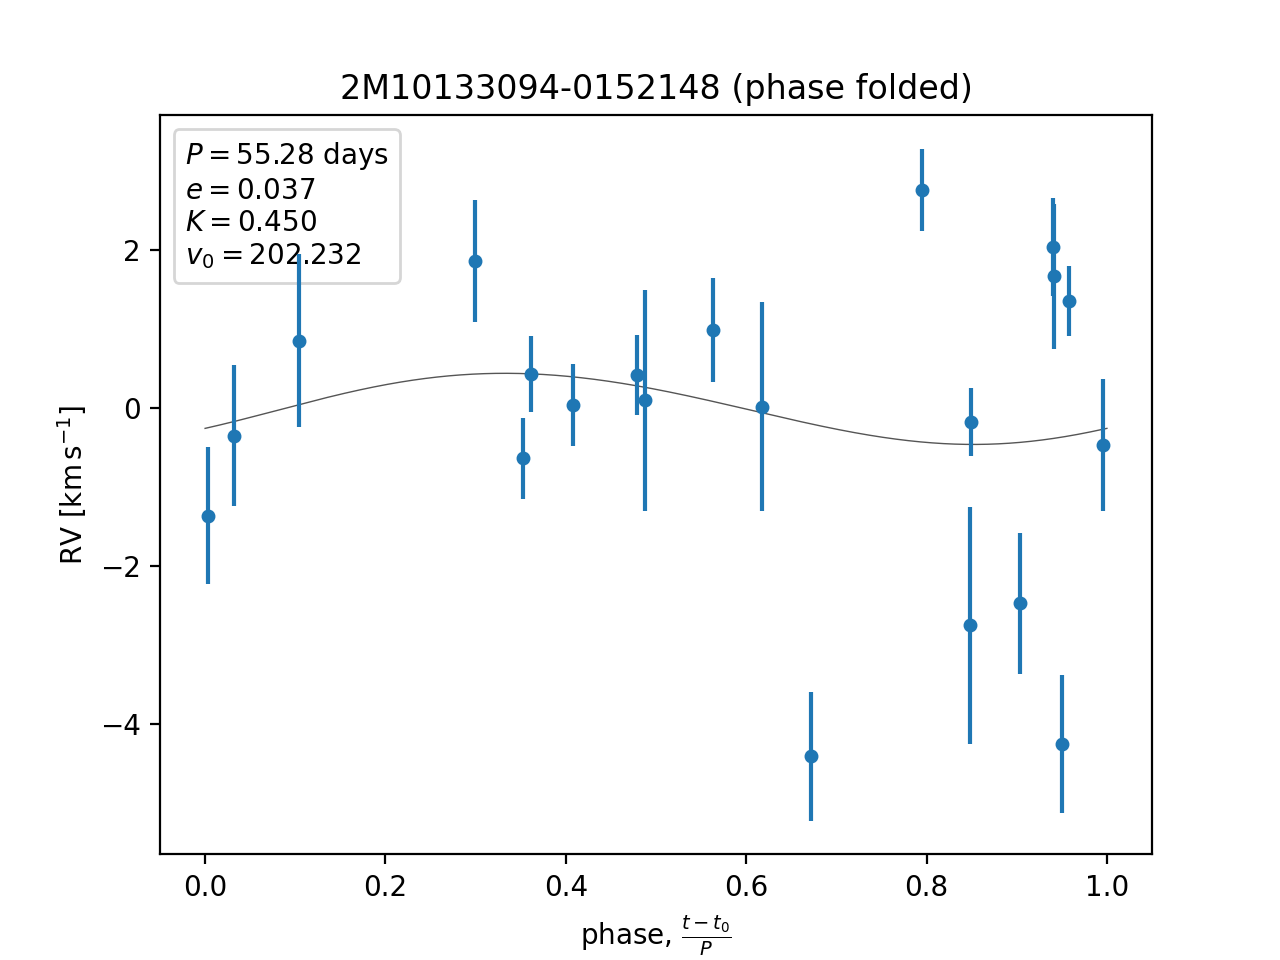 2M10133094-0152148 (phase folded)
P = 55.28 days
e = 0.037
K = 0.450
v₀ = 202.232
RV [km s⁻¹]
2
0
−2
−4
0.0 0.2 0.4 0.6 0.8 1.0
phase, (t − t₀)/P